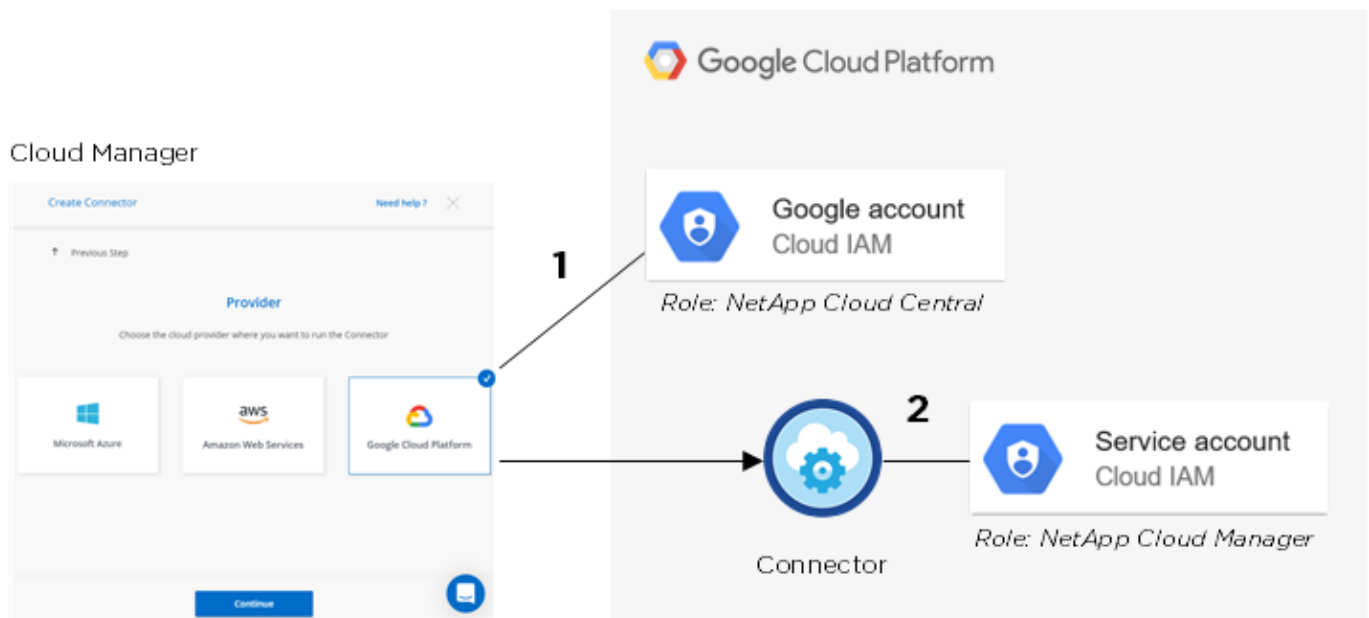 Google Cloud Platform
Cloud Manager
Create Connector
Need help ?
Previous Step
Provider
Choose the cloud provider where you want to run the Connector
Microsoft Azure
aws
Amazon Web Services
Google Cloud Platform
Continue
1
Google account
Cloud IAM
Role: NetApp Cloud Central
2
Connector
Service account
Cloud IAM
Role: NetApp Cloud Manager